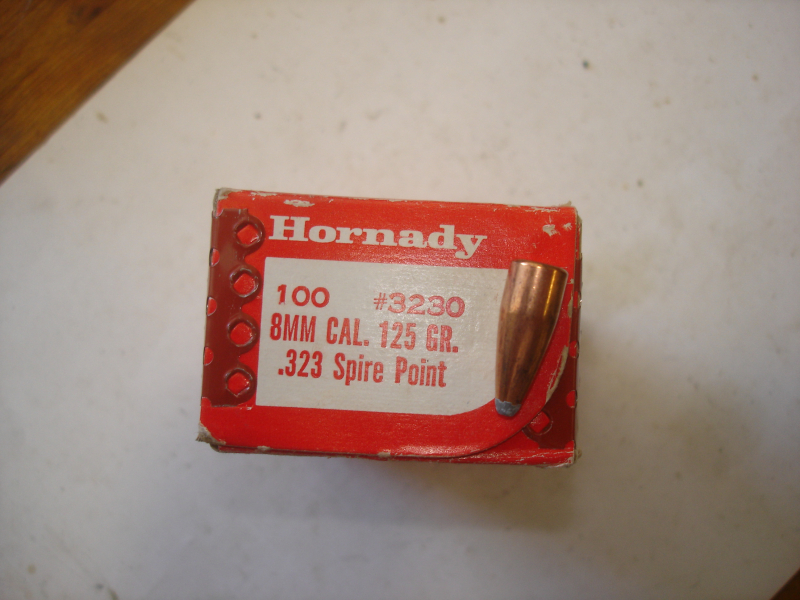 Hornady
100 #3230
8MM CAL. 125 GR.
.323 Spire Point